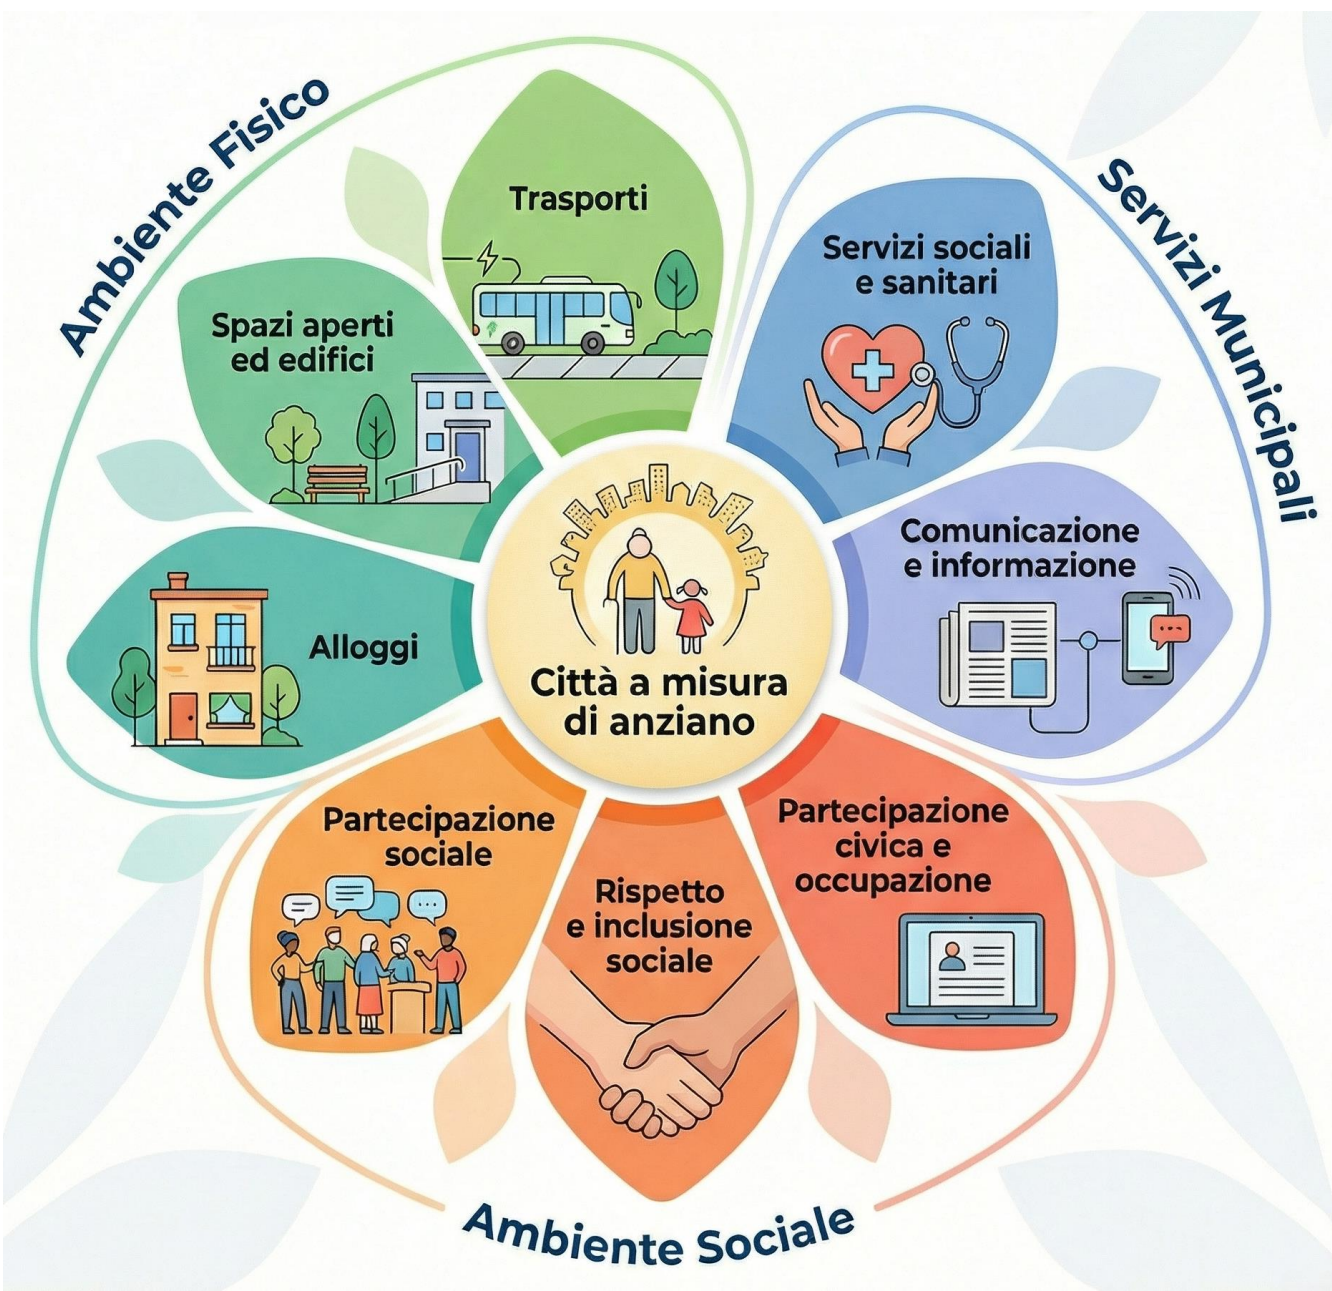 Ambiente Fisico
Trasporti
Spazi aperti
ed edifici
Alloggi
Servizi Municipali
Servizi sociali
e sanitari
Comunicazione
e informazione
Città a misura
di anziano
Partecipazione
sociale
Rispetto
e inclusione
sociale
Partecipazione
civica e
occupazione
Ambiente Sociale